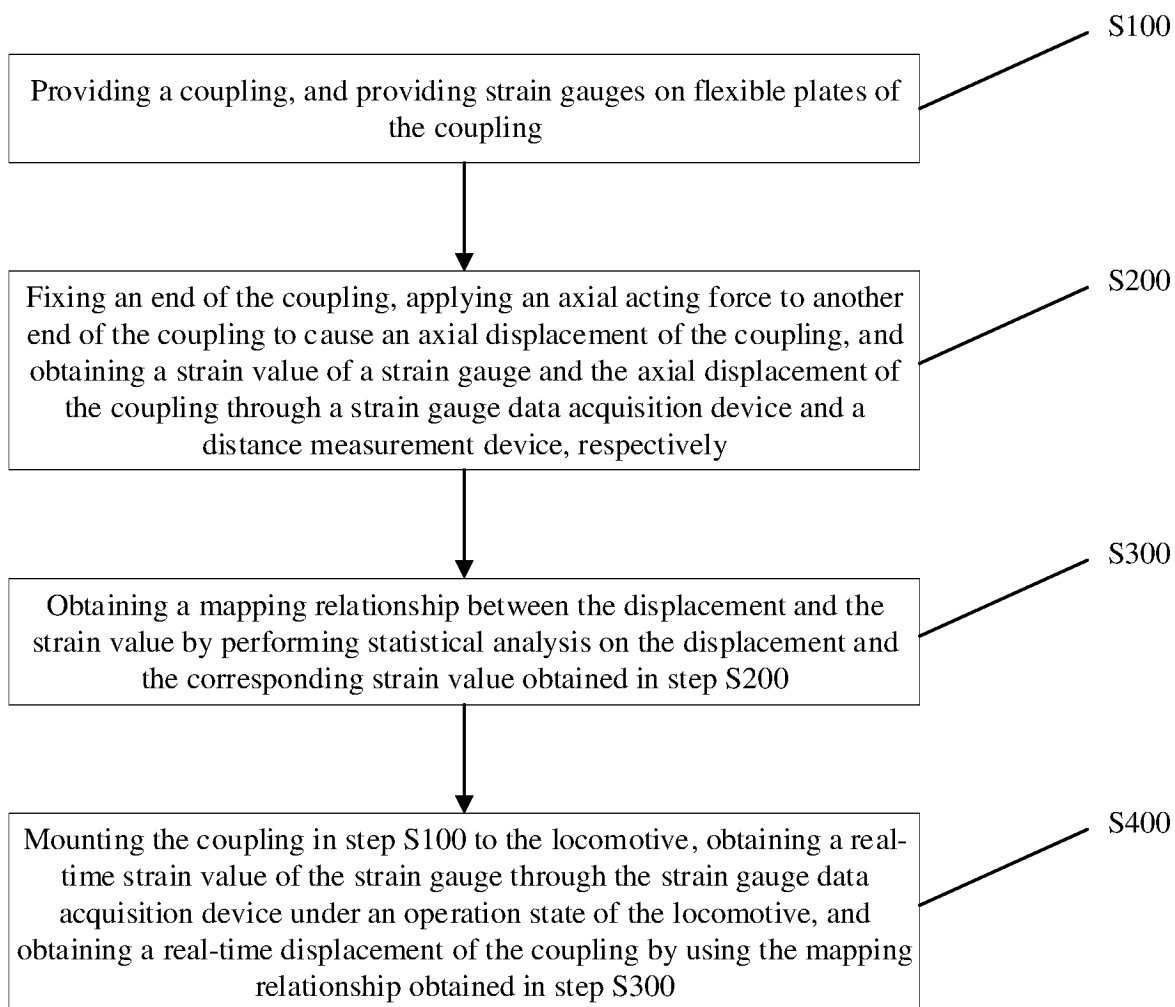 S100
Providing a coupling, and providing strain gauges on flexible plates of
the coupling
S200
Fixing an end of the coupling, applying an axial acting force to another
end of the coupling to cause an axial displacement of the coupling, and
obtaining a strain value of a strain gauge and the axial displacement of
the coupling through a strain gauge data acquisition device and a
distance measurement device, respectively
S300
Obtaining a mapping relationship between the displacement and the
strain value by performing statistical analysis on the displacement and
the corresponding strain value obtained in step S200
S400
Mounting the coupling in step S100 to the locomotive, obtaining a real-
time strain value of the strain gauge through the strain gauge data
acquisition device under an operation state of the locomotive, and
obtaining a real-time displacement of the coupling by using the mapping
relationship obtained in step S300